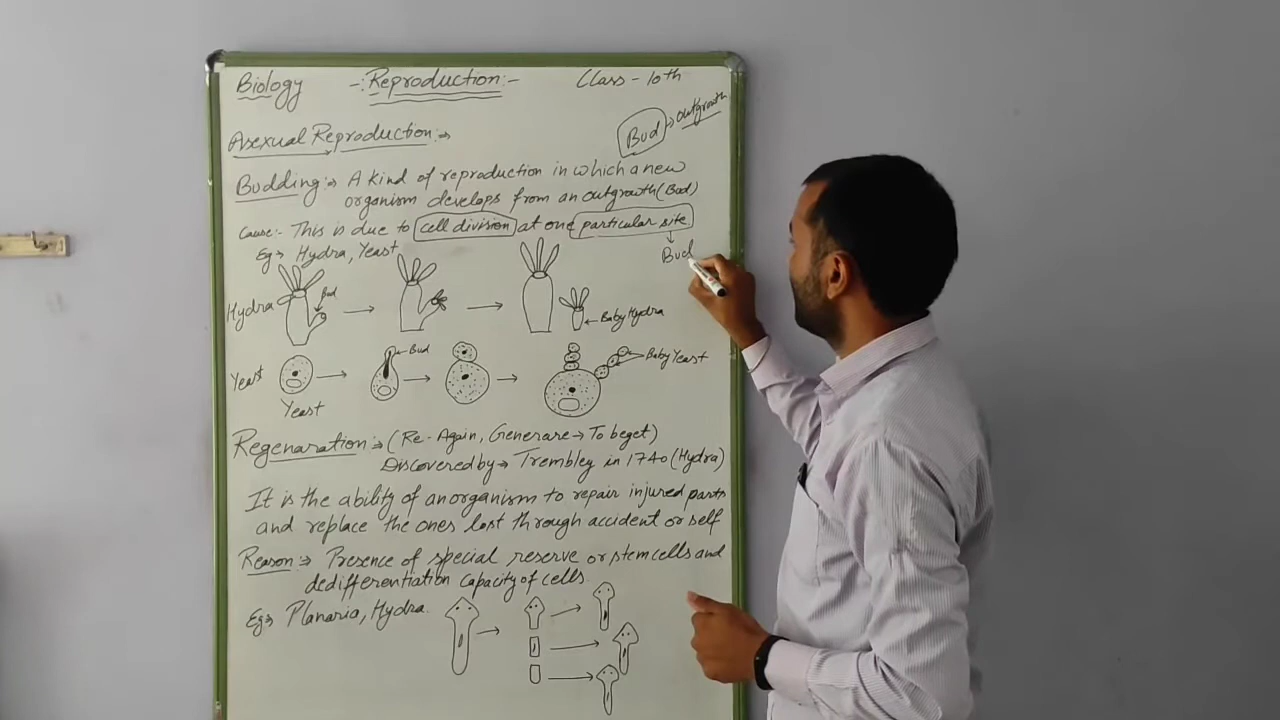 Biology -: Reproduction :- Class - 10th
Bud → outgrowth
Asexual Reproduction :→
Budding :→ A kind of reproduction in which a new
organism develops from an outgrowth (Bud)
Cause:- This is due to cell division at one particular site.
Eg → Hydra, Yeast
Bud
Hydra
Bud
Baby Hydra
Yeast
Bud
Baby Yeast
Yeast
Regenaration :→ (Re - Again, Generare → To beget)
Discovered by → Trembley in 1740 (Hydra)
It is the ability of an organism to repair injured parts
and replace the ones lost through accident or self
Reason :→ Presence of special reserve or stem cells and
dedifferentiation capacity of cells.
Eg → Planaria, Hydra.